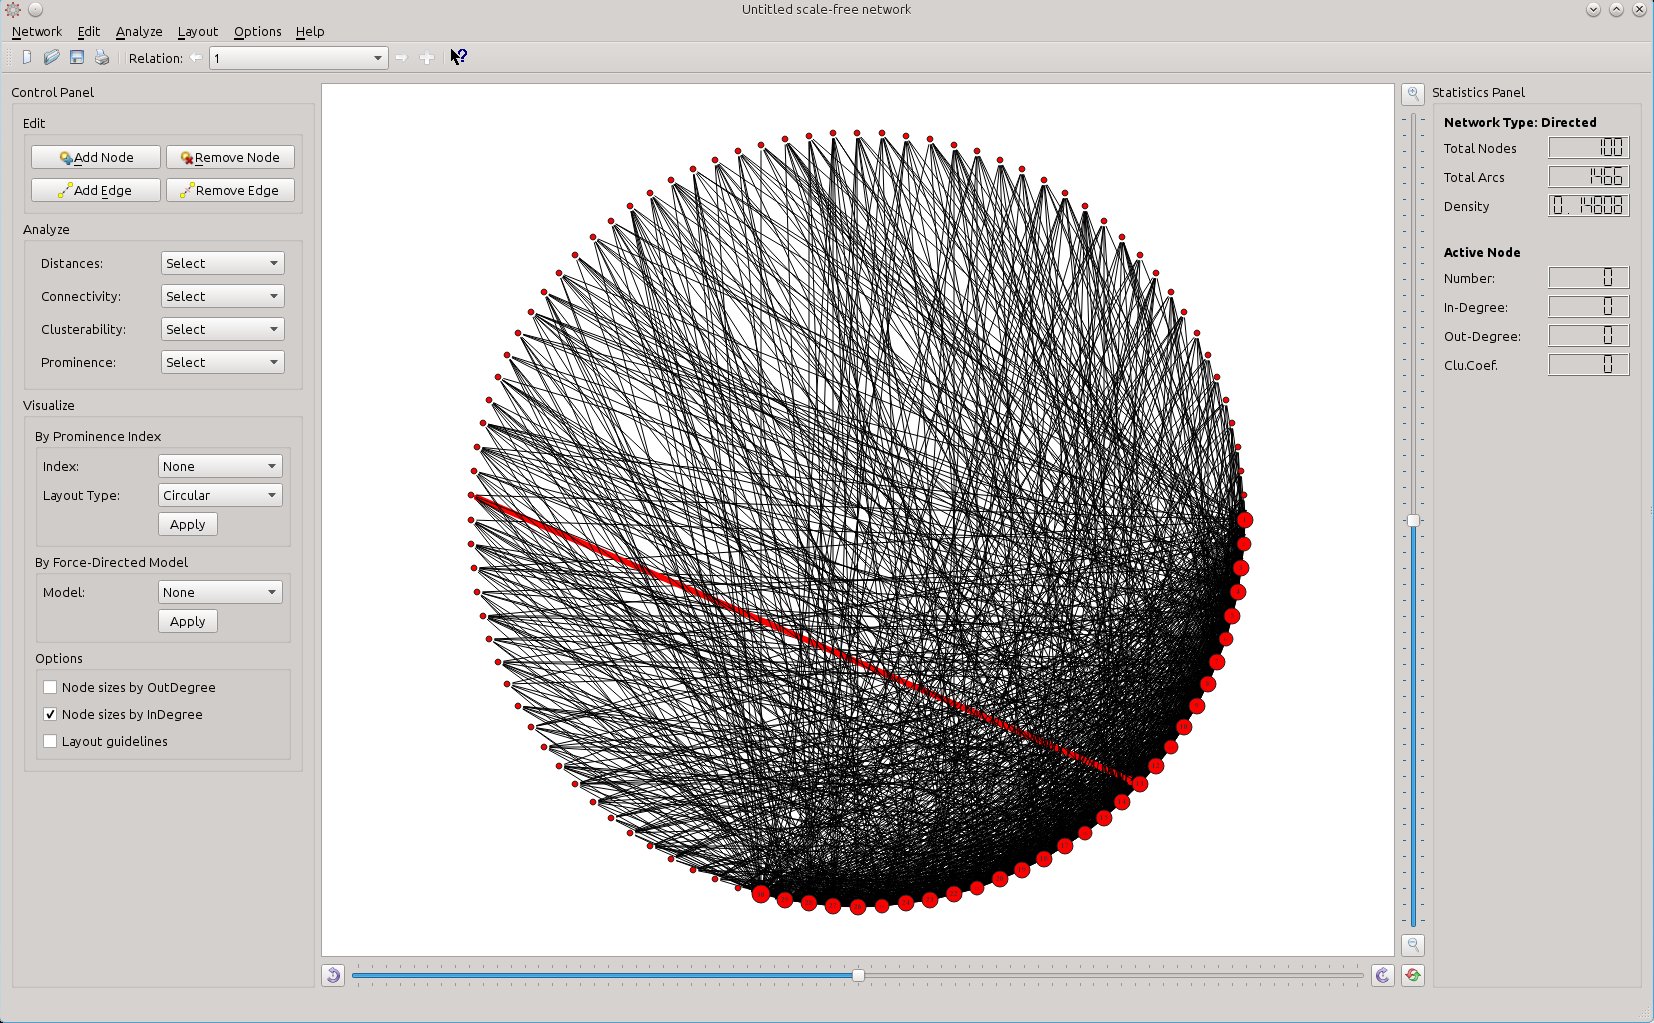 Untitled scale-free network
Network Edit Analyze Layout Options Help
Relation: 1
Control Panel
Edit
Add Node Remove Node
Add Edge Remove Edge
Analyze
Distances: Select
Connectivity: Select
Clusterability: Select
Prominence: Select
Visualize
By Prominence Index
Index: None
Layout Type: Circular
Apply
By Force-Directed Model
Model: None
Apply
Options
Node sizes by OutDegree
Node sizes by InDegree
Layout guidelines
Statistics Panel
Network Type: Directed
Total Nodes 100
Total Arcs 1466
Density 0.14808
Active Node
Number: 0
In-Degree: 0
Out-Degree: 0
Clu.Coef. 0